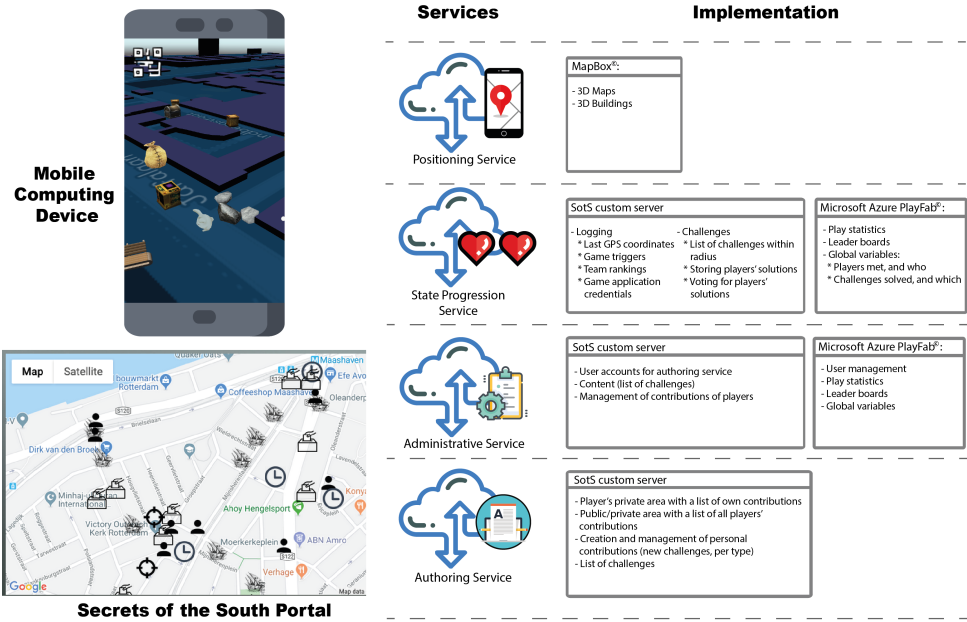 Services
Implementation
Mobile
Computing
Device
Positioning Service
MapBox®:
- 3D Maps
- 3D Buildings
State Progression
Service
SotS custom server
- Logging
* Last GPS coordinates
* Game triggers
* Team rankings
* Game application
credentials
- Challenges
* List of challenges within
radius
* Storing players' solutions
* Voting for players'
solutions
Microsoft Azure PlayFab®:
- Play statistics
- Leader boards
- Global variables:
* Players met, and who
* Challenges solved, and which
Administrative Service
SotS custom server
- User accounts for authoring service
- Content (list of challenges)
- Management of contributions of players
Microsoft Azure PlayFab®:
- User management
- Play statistics
- Leader boards
- Global variables
Authoring Service
A
SotS custom server
- Player's private area with a list of own contributions
- Public/private area with a list of all players'
contributions
- Creation and management of personal
contributions (new challenges, per type)
- List of challenges
Quaker Oats
Maashaven
Map
Satellite
bouwmarkt
Rotterdam
Efe Avo
Coffeeshop Maashaven
Oleanderp
S120
Brielselaan
Dirk van den Broek
Minhaj-u
International
Konya
Ahoy Hengelsport
Victory Ou
Kerk Rotterdam
Moerkerkeplein
ABN Amro
S122
Verhage
Google
Map data
Secrets of the South Portal